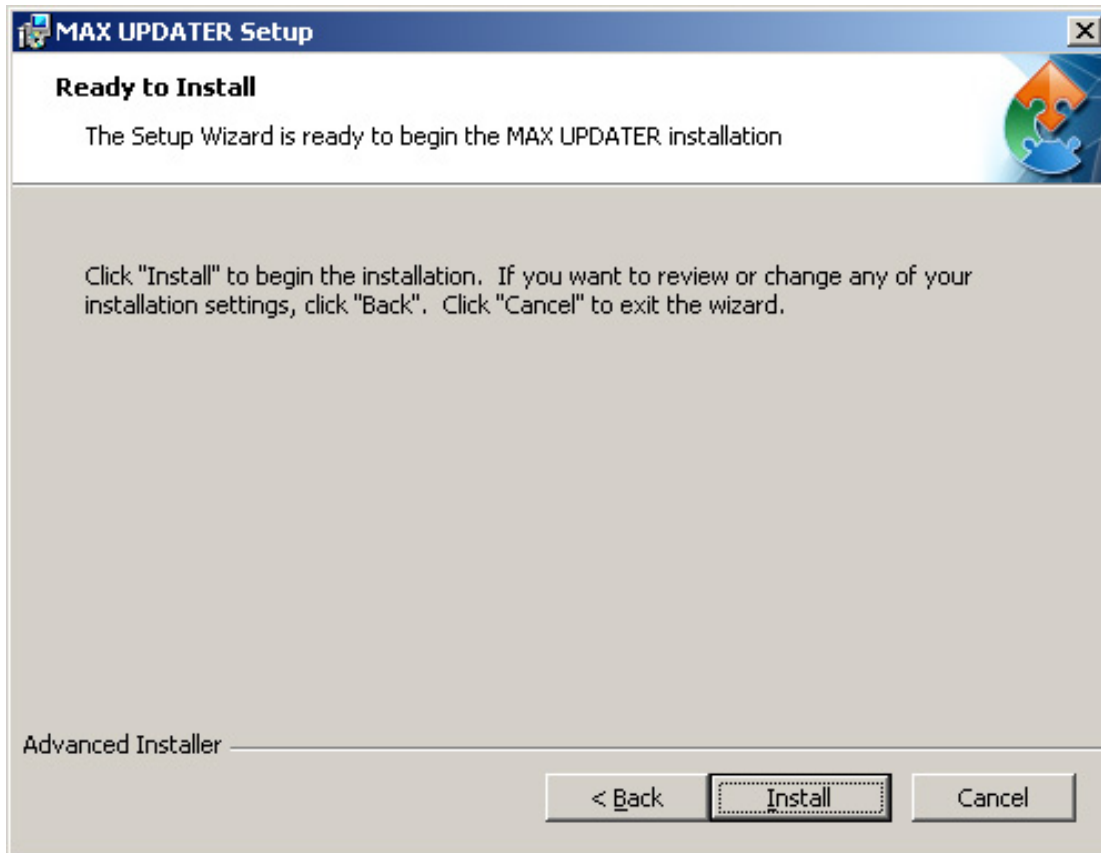 MAX UPDATER Setup
Ready to Install
The Setup Wizard is ready to begin the MAX UPDATER installation
Click "Install" to begin the installation.  If you want to review or change any of your
installation settings, click "Back".  Click "Cancel" to exit the wizard.
Advanced Installer
< Back
Install
Cancel